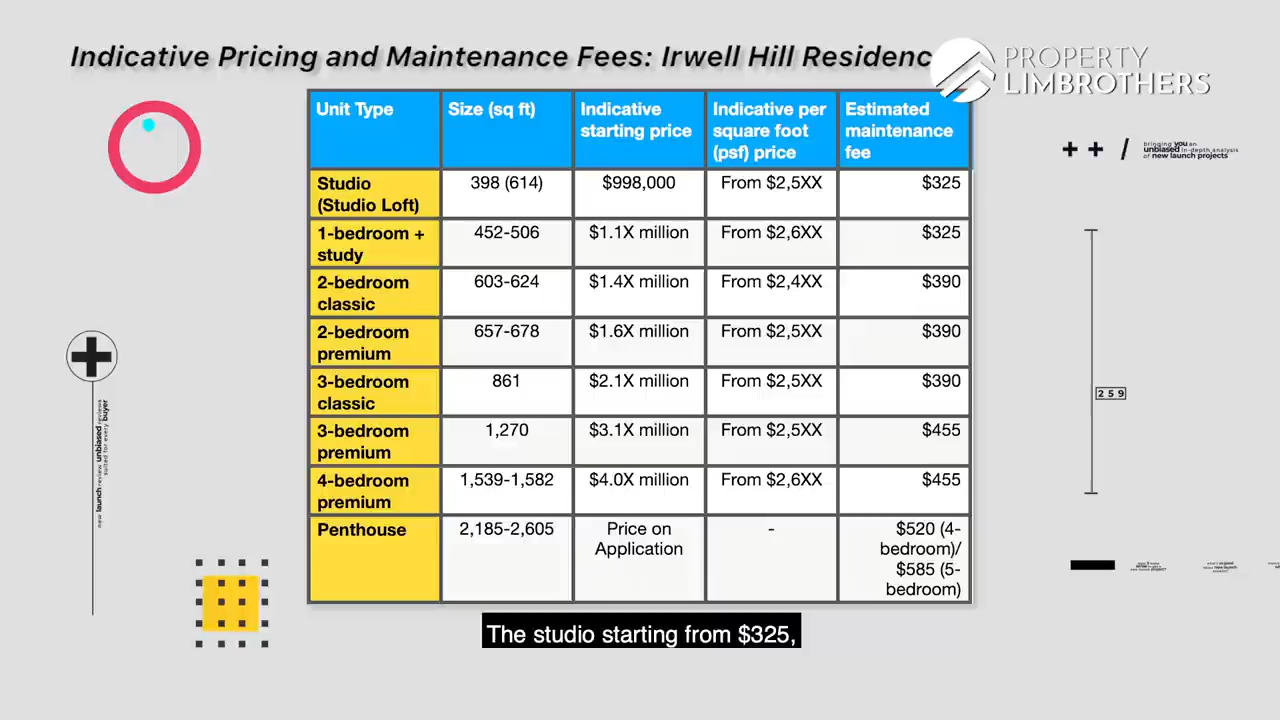 Indicative Pricing and Maintenance Fees: Irwell Hill Residenc
PROPERTY
LIMBROTHERS
Unit Type
Size (sq ft)
Indicative
starting price
Indicative per
square foot
(psf) price
Estimated
maintenance
fee
bringing you an
unbiased in-depth analysis
of new launch projects
Studio
(Studio Loft)
398 (614)
$998,000
From $2,5XX
$325
1-bedroom +
study
452-506
$1.1X million
From $2,6XX
$325
2-bedroom
classic
603-624
$1.4X million
From $2,4XX
$390
2-bedroom
premium
657-678
$1.6X million
From $2,5XX
$390
3-bedroom
classic
861
$2.1X million
From $2,5XX
$390
3-bedroom
premium
1,270
$3.1X million
From $2,5XX
$455
4-bedroom
premium
1,539-1,582
$4.0X million
From $2,6XX
$455
Penthouse
2,185-2,605
Price on
Application
-
$520 (4-
bedroom)/
$585 (5-
bedroom)
259
new launch review unbiased reviews
suited for every buyer
The studio starting from $325,